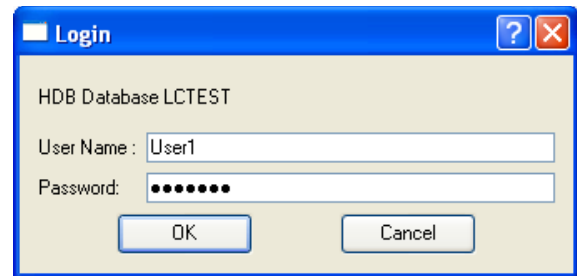 Login
?
HDB Database LCTEST
User Name : User1
Password: •••••••
OK Cancel